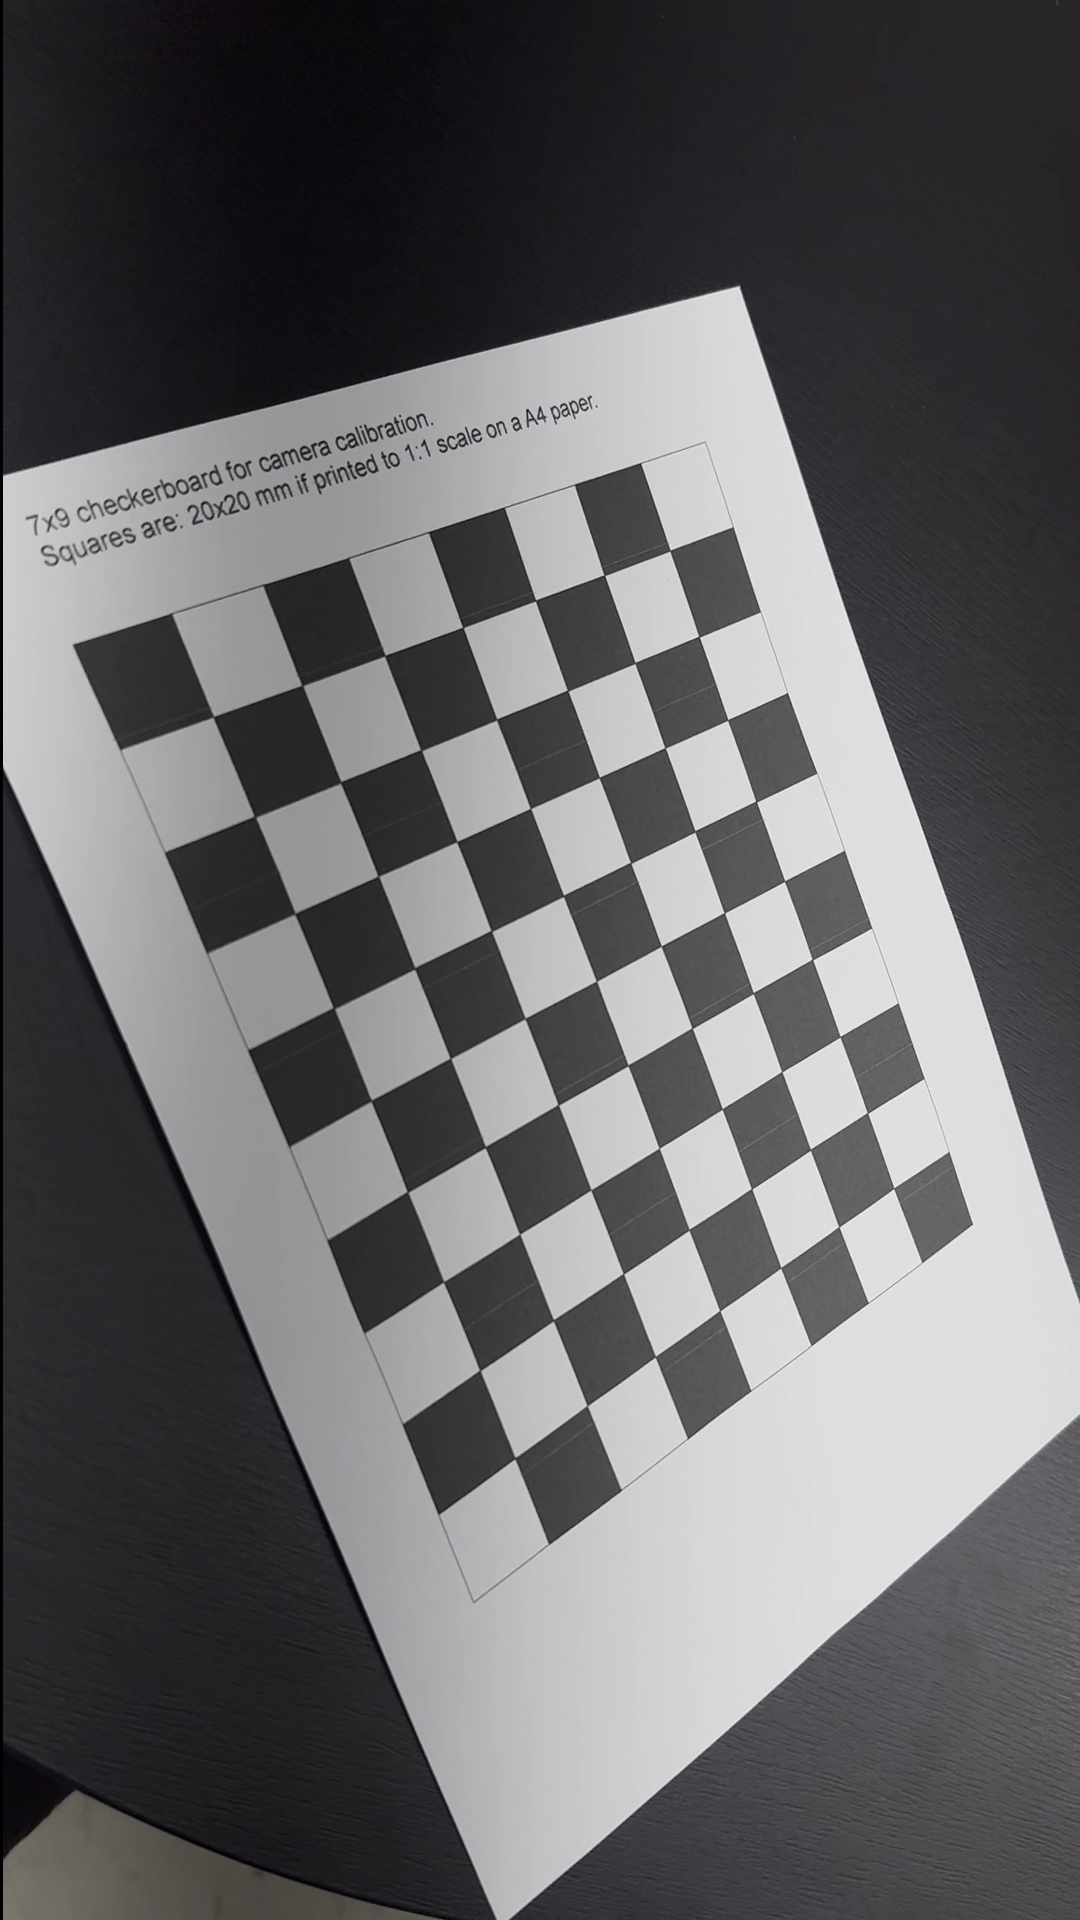 7x9 checkerboard for camera calibration.
Squares are: 20x20 mm if printed to 1:1 scale on a A4 paper.